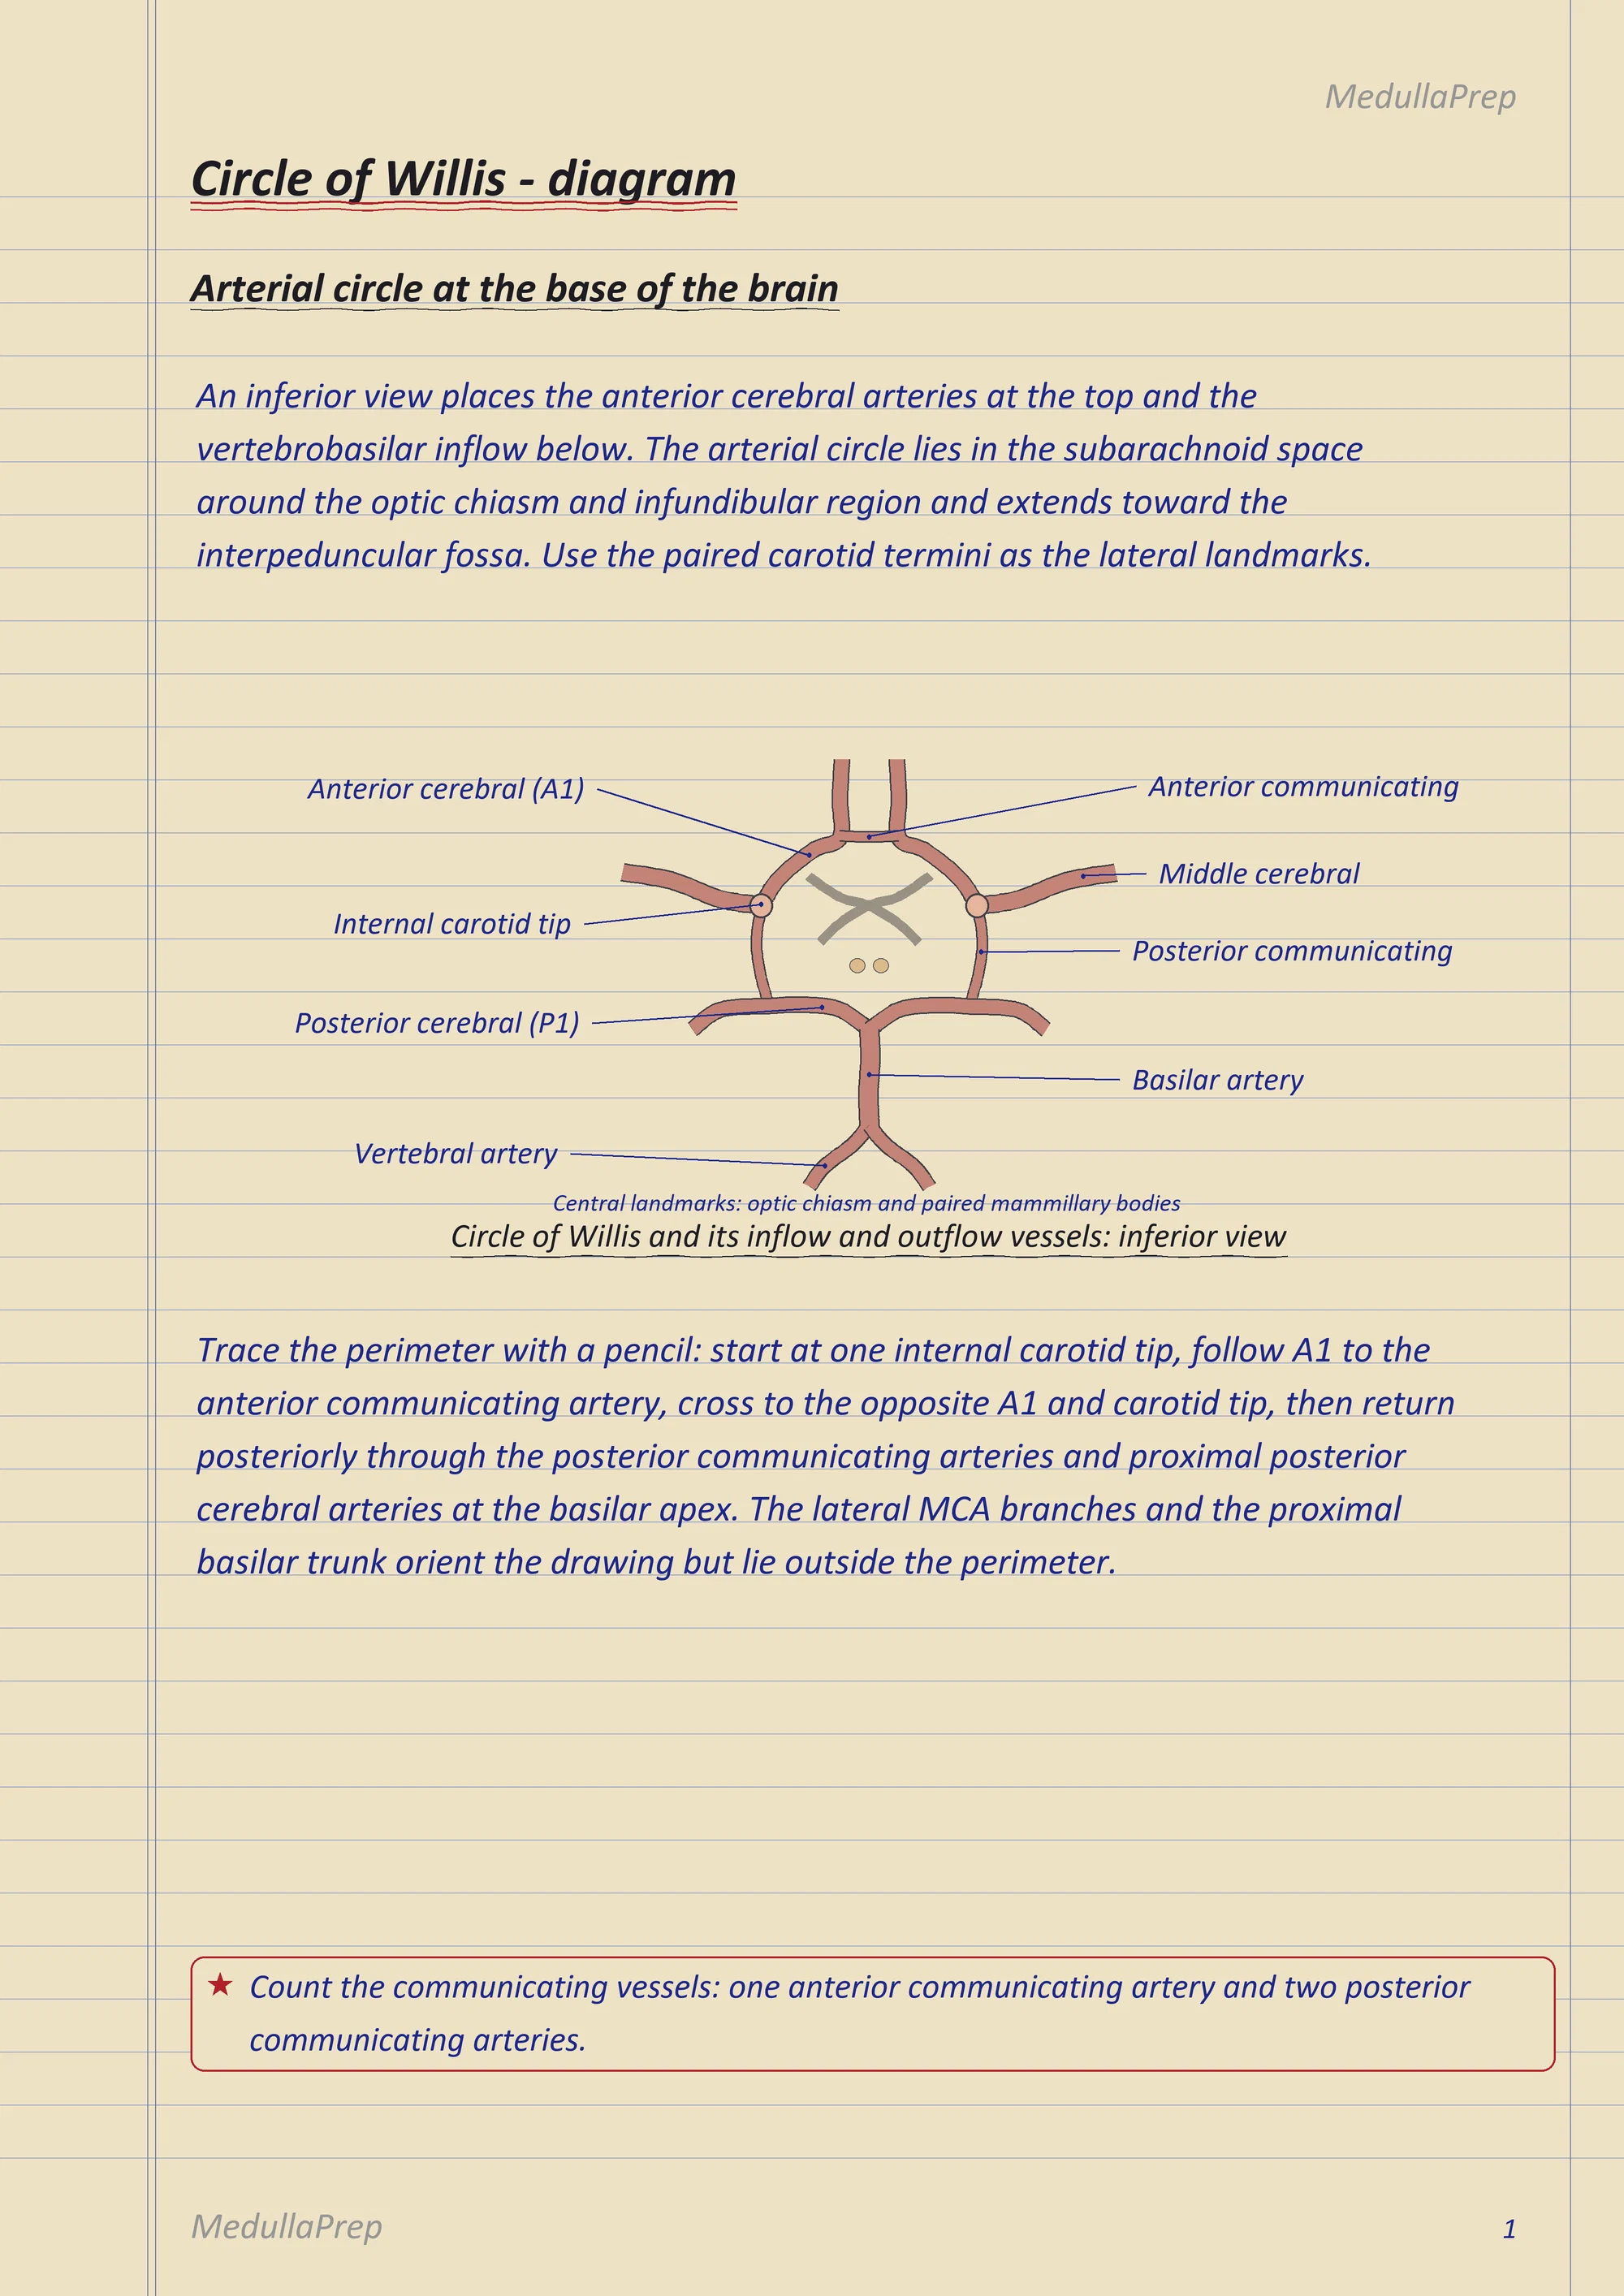 MedullaPrep
Circle of Willis - diagram
Arterial circle at the base of the brain
An inferior view places the anterior cerebral arteries at the top and the
vertebrobasilar inflow below. The arterial circle lies in the subarachnoid space
around the optic chiasm and infundibular region and extends toward the
interpeduncular fossa. Use the paired carotid termini as the lateral landmarks.
Anterior cerebral (A1)
Anterior communicating
Middle cerebral
Internal carotid tip
Posterior communicating
Posterior cerebral (P1)
Basilar artery
Vertebral artery
Central landmarks: optic chiasm and paired mammillary bodies
Circle of Willis and its inflow and outflow vessels: inferior view
Trace the perimeter with a pencil: start at one internal carotid tip, follow A1 to the
anterior communicating artery, cross to the opposite A1 and carotid tip, then return
posteriorly through the posterior communicating arteries and proximal posterior
cerebral arteries at the basilar apex. The lateral MCA branches and the proximal
basilar trunk orient the drawing but lie outside the perimeter.
★ Count the communicating vessels: one anterior communicating artery and two posterior
communicating arteries.
MedullaPrep
1